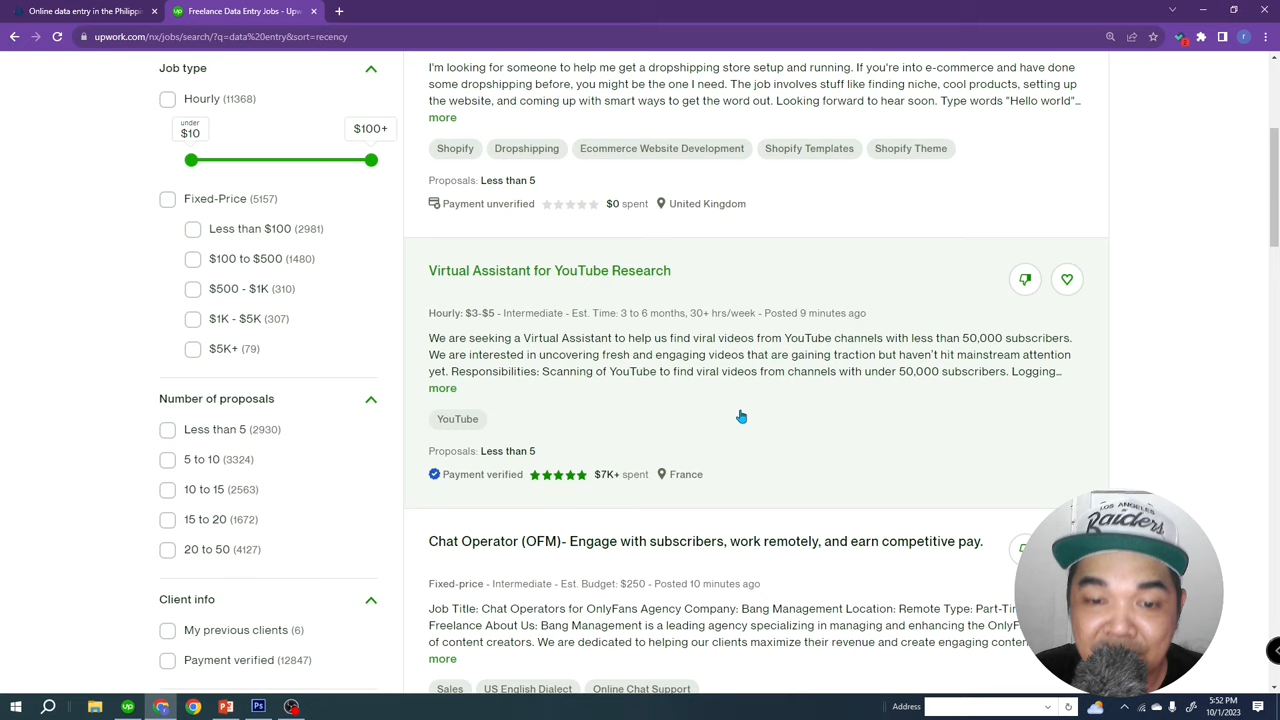 Online Data Entry in the Philipp
Freelance Data Entry Jobs - Upw
upwork.com/nx/jobs/search/?q=data%20entry&sort=recency
Job type
Hourly (11368)
under
$10
$100+
Fixed-Price (5157)
Less than $100 (2981)
$100 to $500 (1480)
$500 - $1K (310)
$1K - $5K (307)
$5K+ (79)
Number of proposals
Less than 5 (2930)
5 to 10 (3324)
10 to 15 (2563)
15 to 20 (1672)
20 to 50 (4127)
Client info
My previous clients (6)
Payment verified (12847)
I'm looking for someone to help me get a dropshipping store setup and running. If you're into e-commerce and have done
some dropshipping before, you might be the one I need. The job involves stuff like finding niche, cool products, setting up
the website, and coming up with smart ways to get the word out. Looking forward to hear soon. Type words "Hello world"...
more
Shopify Dropshipping Ecommerce Website Development Shopify Templates Shopify Theme
Proposals: Less than 5
Payment unverified $0 spent United Kingdom
Virtual Assistant for YouTube Research
Hourly: $3-$5 - Intermediate - Est. Time: 3 to 6 months, 30+ hrs/week - Posted 9 minutes ago
We are seeking a Virtual Assistant to help us find viral videos from YouTube channels with less than 50,000 subscribers.
We are interested in uncovering fresh and engaging videos that are gaining traction but haven't hit mainstream attention
yet. Responsibilities: Scanning of YouTube to find viral videos from channels with under 50,000 subscribers. Logging...
more
YouTube
Proposals: Less than 5
Payment verified $7K+ spent France
Chat Operator (OFM)- Engage with subscribers, work remotely, and earn competitive pay.
Fixed-price - Intermediate - Est. Budget: $250 - Posted 10 minutes ago
Job Title: Chat Operators for OnlyFans Agency Company: Bang Management Location: Remote Type: Part-Tim
Freelance About Us: Bang Management is a leading agency specializing in managing and enhancing the OnlyF
of content creators. We are dedicated to helping our clients maximize their revenue and create engaging conten
more
Sales US English Dialect Online Chat Support
LOS ANGELES
Raiders
Address
5:52 PM
10/1/2023